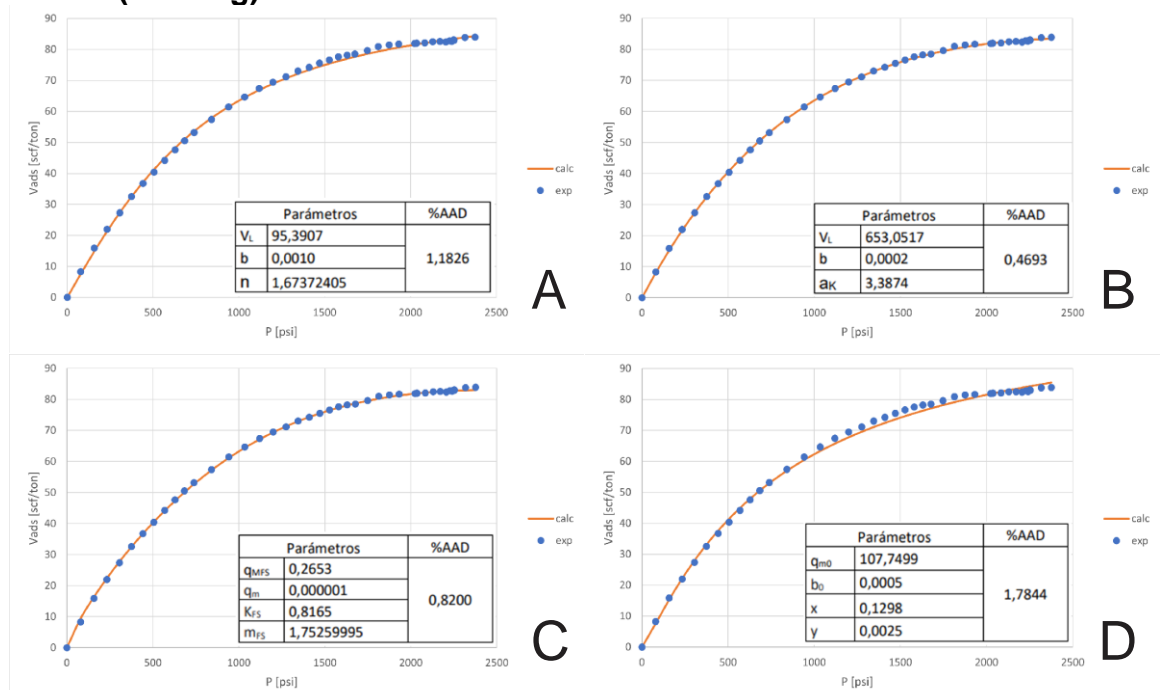 90
80
70
60
50
40
30
20
10
0
Vads [scf/ton]
0 500 1000 1500 2000 2500
P [psi]
calc
exp
Parámetros %AAD
VL 95,3907
b 0,0010
n 1,67372405
1,1826
A
90
80
70
60
50
40
30
20
10
0
Vads [scf/ton]
0 500 1000 1500 2000 2500
P [psi]
calc
exp
Parámetros %AAD
VL 653,0517
b 0,0002
aK 3,3874
0,4693
B
90
80
70
60
50
40
30
20
10
0
Vads [scf/ton]
0 500 1000 1500 2000 2500
P [psi]
calc
exp
Parámetros %AAD
qMFS 0,2653
qm 0,000001
KFS 0,8165
mFS 1,75259995
0,8200
C
90
80
70
60
50
40
30
20
10
0
Vads [scf/ton]
0 500 1000 1500 2000 2500
P [psi]
calc
exp
Parámetros %AAD
qm0 107,7499
b0 0,0005
x 0,1298
y 0,0025
1,7844
D